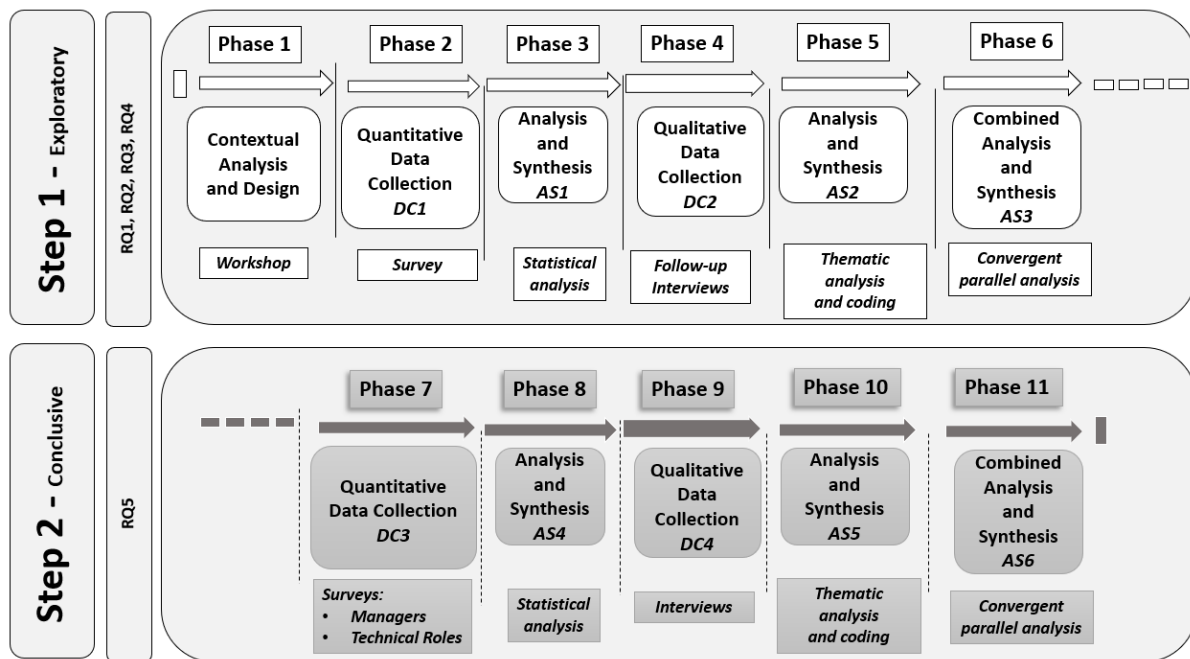 Step 1 - Exploratory
RQ1, RQ2, RQ3, RQ4
Phase 1
Phase 2
Phase 3
Phase 4
Phase 5
Phase 6
Contextual
Analysis
and Design
Quantitative
Data
Collection
DC1
Analysis
and
Synthesis
AS1
Qualitative
Data
Collection
DC2
Analysis
and
Synthesis
AS2
Combined
Analysis
and
Synthesis
AS3
Workshop
Survey
Statistical
analysis
Follow-up
Interviews
Thematic
analysis
and coding
Convergent
parallel analysis
Step 2 - Conclusive
RQ5
Phase 7
Phase 8
Phase 9
Phase 10
Phase 11
Quantitative
Data Collection
DC3
Analysis
and
Synthesis
AS4
Qualitative
Data
Collection
DC4
Analysis
and
Synthesis
AS5
Combined
Analysis
and
Synthesis
AS6
Surveys:
• Managers
• Technical Roles
Statistical
analysis
Interviews
Thematic
analysis
and coding
Convergent
parallel analysis